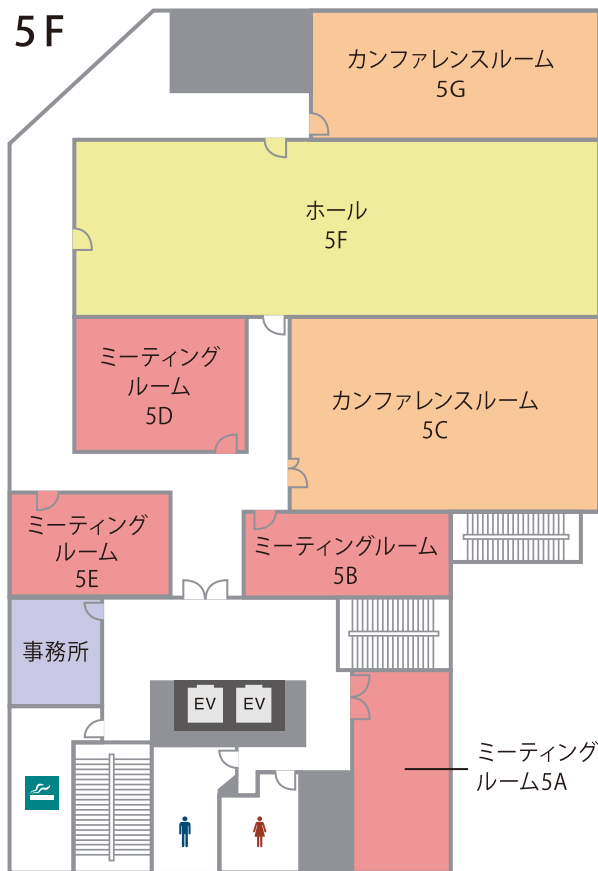 5F
カンファレンスルーム
5G
ホール
5F
ミーティング
ルーム
5D
カンファレンスルーム
5C
ミーティング
ルーム
5E
ミーティングルーム
5B
事務所
EV
EV
ミーティング
ルーム5A